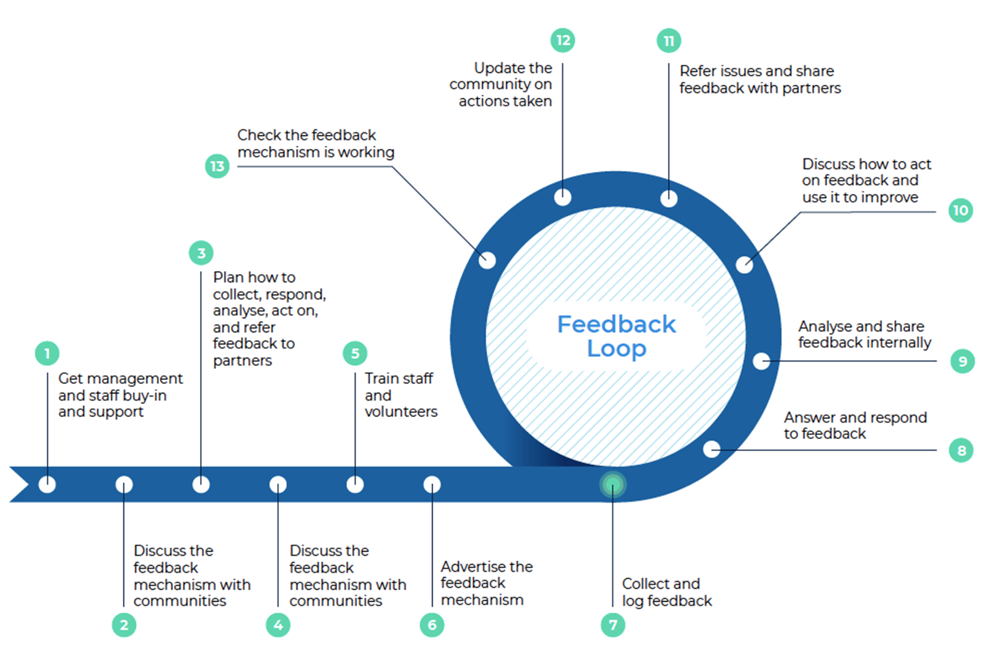 1
Get management
and staff buy-in
and support
2
Discuss the
feedback
mechanism with
communities
3
Plan how to
collect, respond,
analyse, act on,
and refer
feedback to
partners
4
Discuss the
feedback
mechanism with
communities
5
Train staff
and
volunteers
6
Advertise the
feedback
mechanism
7
Collect and
log feedback
8
Answer and respond
to feedback
9
Analyse and share
feedback internally
10
Discuss how to act
on feedback and
use it to improve
11
Refer issues and share
feedback with partners
12
Update the
community on
actions taken
13
Check the feedback
mechanism is working
Feedback
Loop